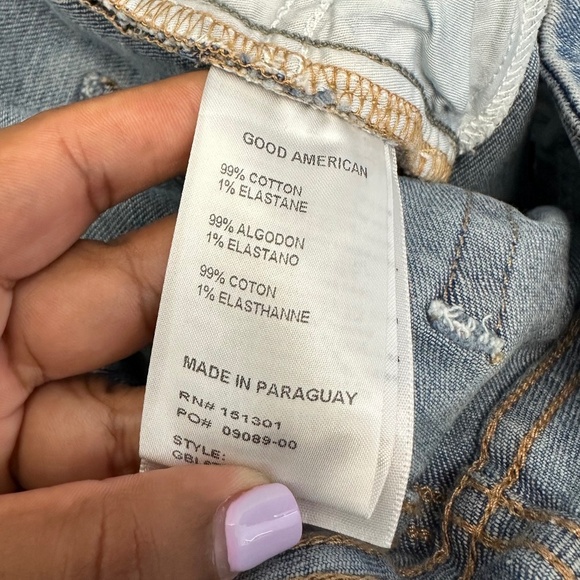 GOOD AMERICAN
99% COTTON
1% ELASTANE
99% ALGODON
1% ELASTANO
99% COTON
1% ELASTHANNE
MADE IN PARAGUAY
RN# 151301
PO# 09089-00
STYLE: